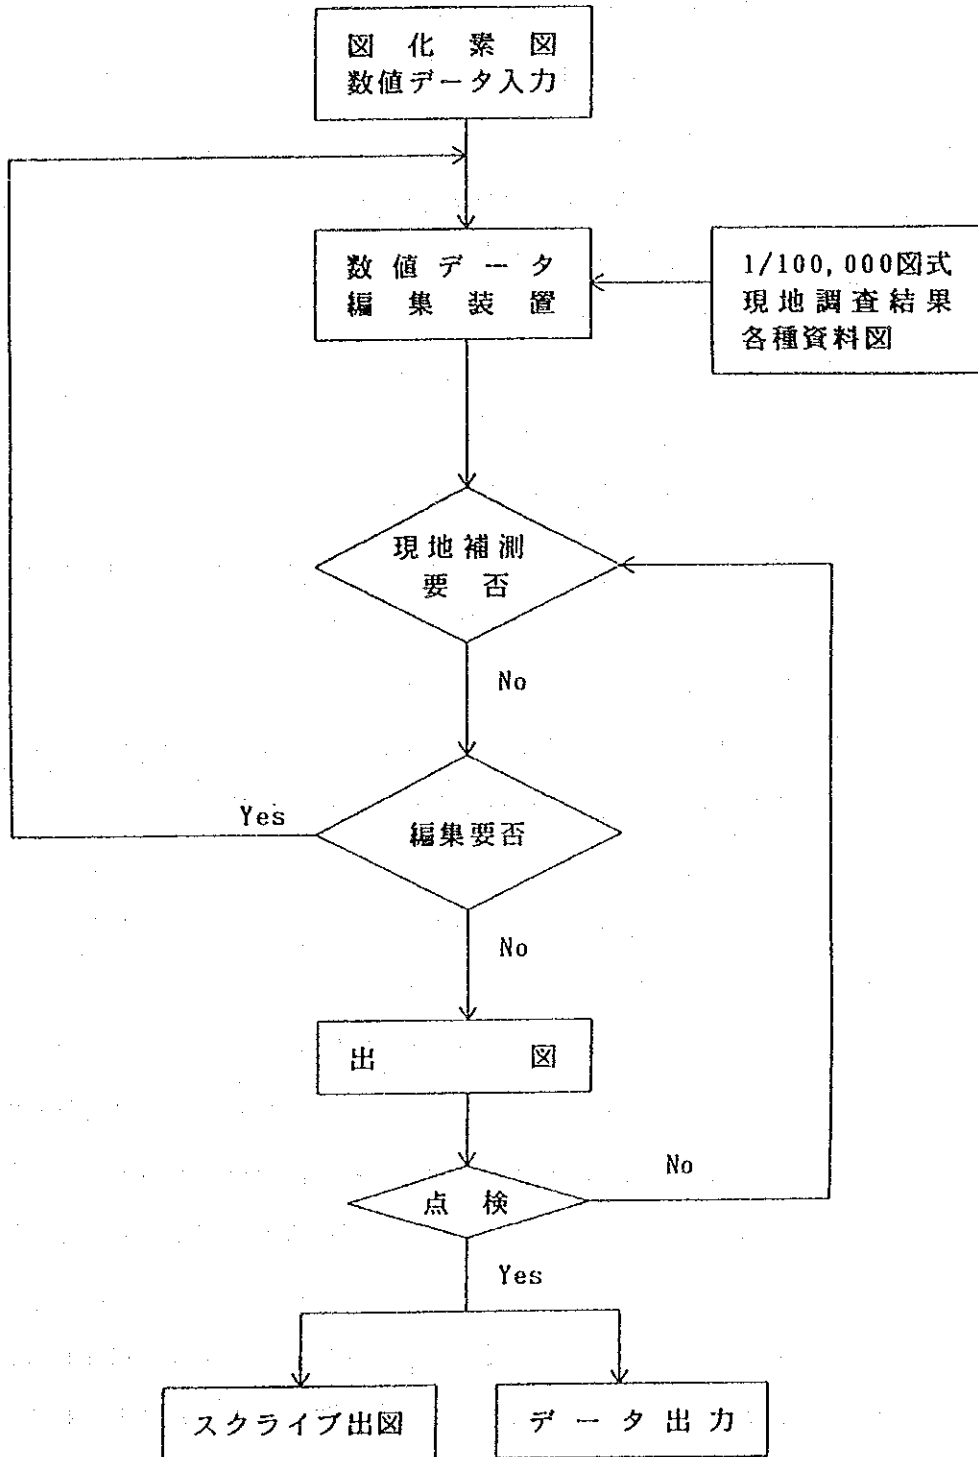 図化素図
数値データ入力
数値データ
編集装置
1/100,000図式
現地調査結果
各種資料図
現地補測
要否
No
Yes
編集要否
No
出図
No
点検
Yes
スクライブ出図
データ出力